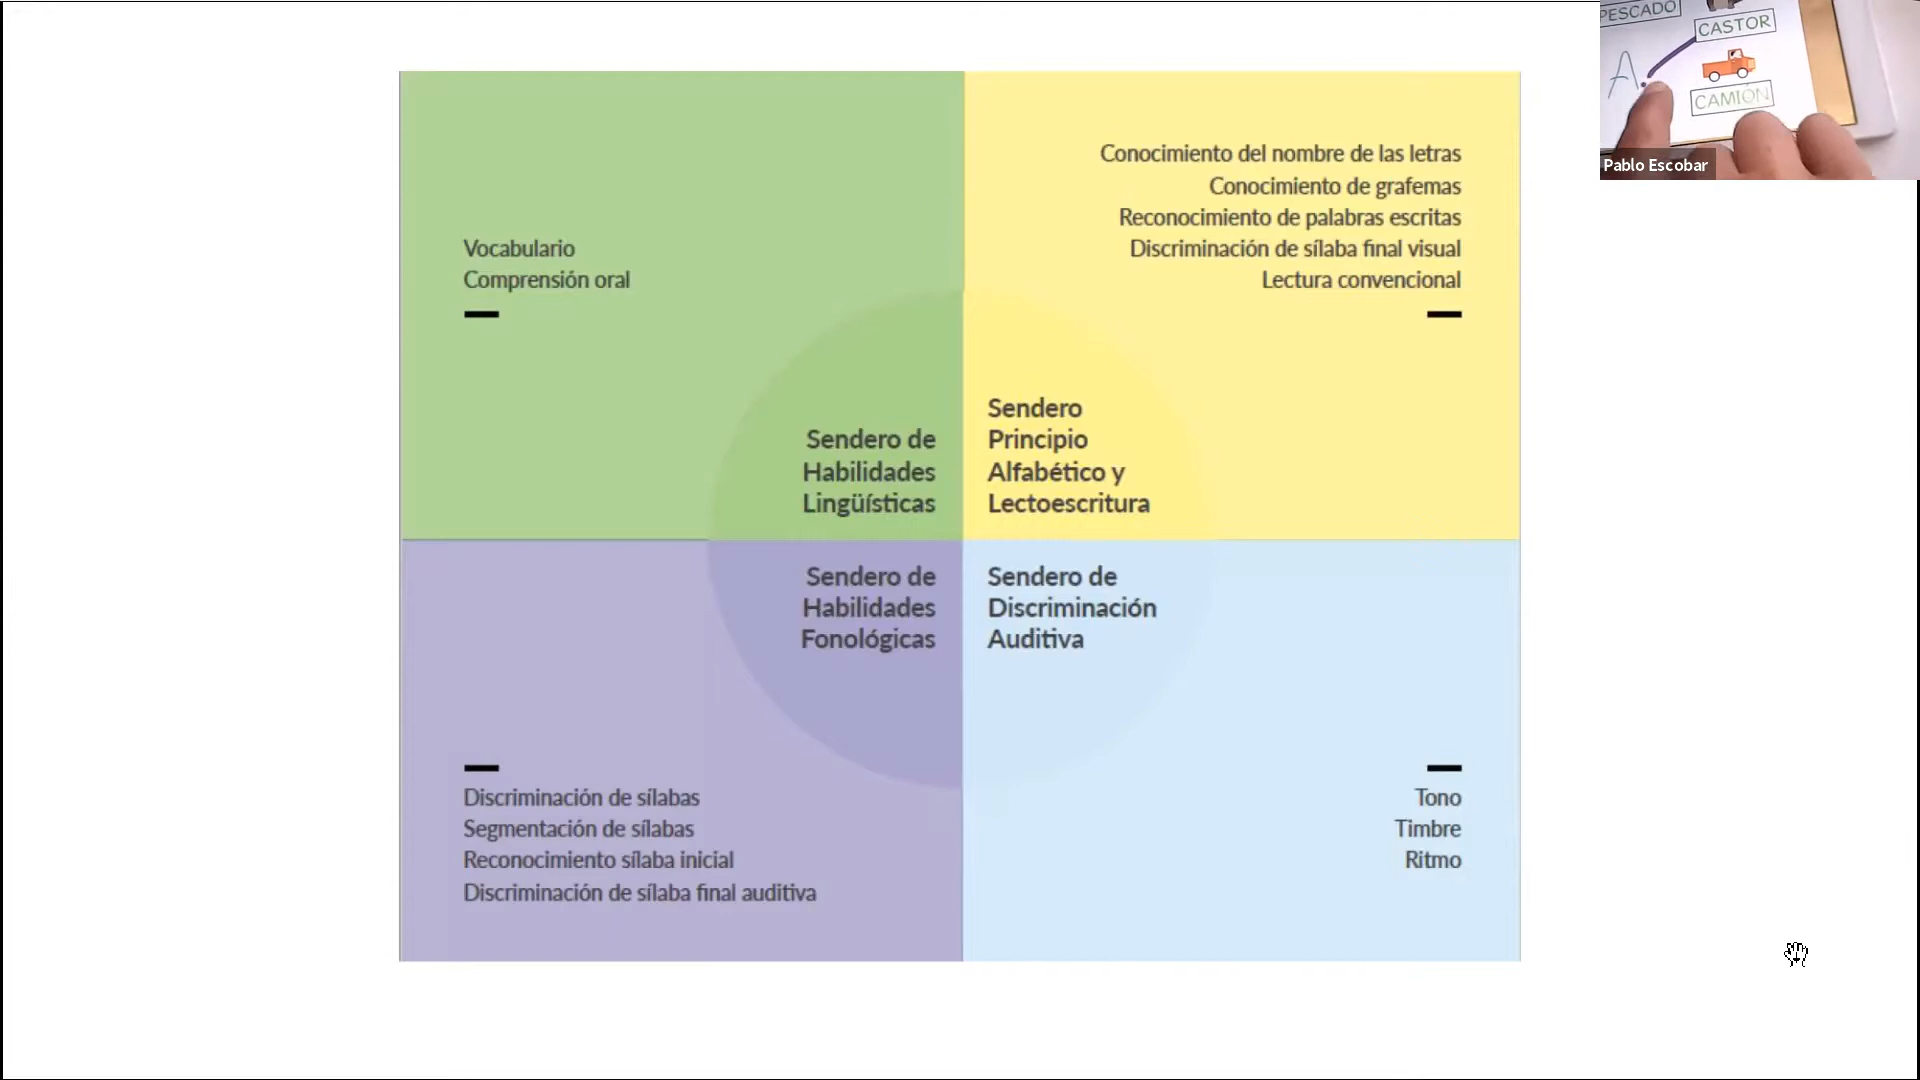 Vocabulario
Comprensión oral
Conocimiento del nombre de las letras
Conocimiento de grafemas
Reconocimiento de palabras escritas
Discriminación de sílaba final visual
Lectura convencional
Sendero de
Habilidades
Lingüísticas
Sendero
Principio
Alfabético y
Lectoescritura
Sendero de
Habilidades
Fonológicas
Sendero de
Discriminación
Auditiva
Discriminación de sílabas
Segmentación de sílabas
Reconocimiento sílaba inicial
Discriminación de sílaba final auditiva
Tono
Timbre
Ritmo
PESCADO
CASTOR
A
CAMIÓN
Pablo Escobar